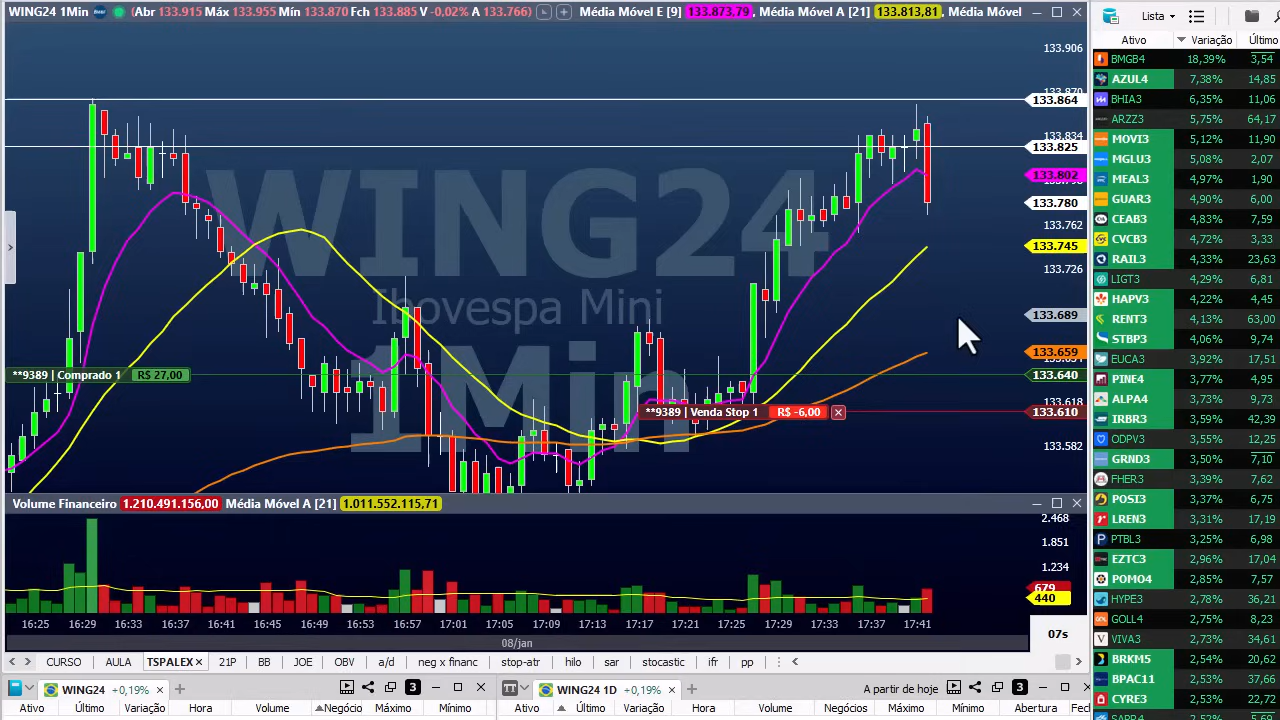 WING24 1Min (Abr 133.915 Máx 133.955 Mín 133.870 Fch 133.885 V -0,02% A 133.766) Média Móvel E [9] 133.873,79, Média Móvel A [21] 133.813,81, Média Móvel
133.906
133.864
133.834
133.825
133.802
133.780
133.762
133.745
133.726
133.689
133.659
133.640
133.618
133.610
133.582
WING24
Ibovespa Mini
1 Min
**9389 | Comprado 1 R$ 27,00
**9389 | Venda Stop 1 R$ -6,00
Volume Financeiro 1.210.491.156,00 Média Móvel A [21] 1.011.552.115,71
2.468
1.851
1.234
679
440
16:25 16:29 16:33 16:37 16:41 16:45 16:49 16:53 16:57 17:01 17:05 17:09 17:13 17:17 17:21 17:25 17:29 17:33 17:37 17:41
08/jan
07s
CURSO AULA TSPALEX 21P BB JOE OBV a/d neg x financ stop-atr hilo sar stocastic ifr pp
WING24 +0,19%
3
Ativo Último Variação Hora Volume Negócio Máximo Mínimo
TT WING24 1D +0,19% A partir de hoje 3
Ativo Último Variação Hora Volume Negócios Máximo Mínimo Abertura
Lista
Ativo Variação Último
BMGB4 18,39% 3,54
AZUL4 7,38% 14,85
BHIA3 6,35% 11,06
ARZZ3 5,75% 64,17
MOVI3 5,12% 11,90
MGLU3 5,08% 2,07
MEAL3 4,97% 1,90
GUAR3 4,90% 6,00
CEAB3 4,83% 7,59
CVCB3 4,72% 3,33
RAIL3 4,33% 23,63
LIGT3 4,29% 6,81
HAPV3 4,22% 4,45
RENT3 4,13% 63,00
STBP3 4,06% 9,74
EUCA3 3,92% 17,51
PINE4 3,77% 4,95
ALPA4 3,73% 9,73
IRBR3 3,69% 42,39
ODPV3 3,55% 12,25
GRND3 3,50% 7,10
FHER3 3,39% 7,62
POSI3 3,37% 6,75
LREN3 3,31% 17,19
PTBL3 3,25% 6,98
EZTC3 2,96% 17,04
POMO4 2,85% 7,57
HYPE3 2,78% 36,21
GOLL4 2,75% 8,23
VIVA3 2,73% 34,61
BRKM5 2,54% 20,62
BPAC11 2,53% 37,66
CYRE3 2,53% 22,72